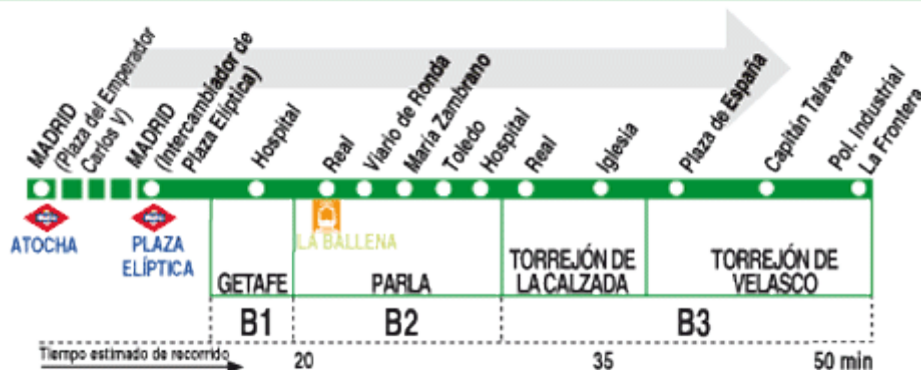 MADRID
(Plaza del Emperador
Carlos V)
MADRID
(Intercambiador de
Plaza Elíptica)
Hospital
Real
Viario de Ronda
María Zambrano
Toledo
Hospital
Real
Iglesia
Plaza de España
Capitán Talavera
Pol. Industrial
La Frontera
Metro
ATOCHA
Metro
PLAZA
ELÍPTICA
LA BALLENA
GETAFE
PARLA
TORREJÓN DE
LA CALZADA
TORREJÓN DE
VELASCO
B1
B2
B3
Tiempo estimado de recorrido
20
35
50 min